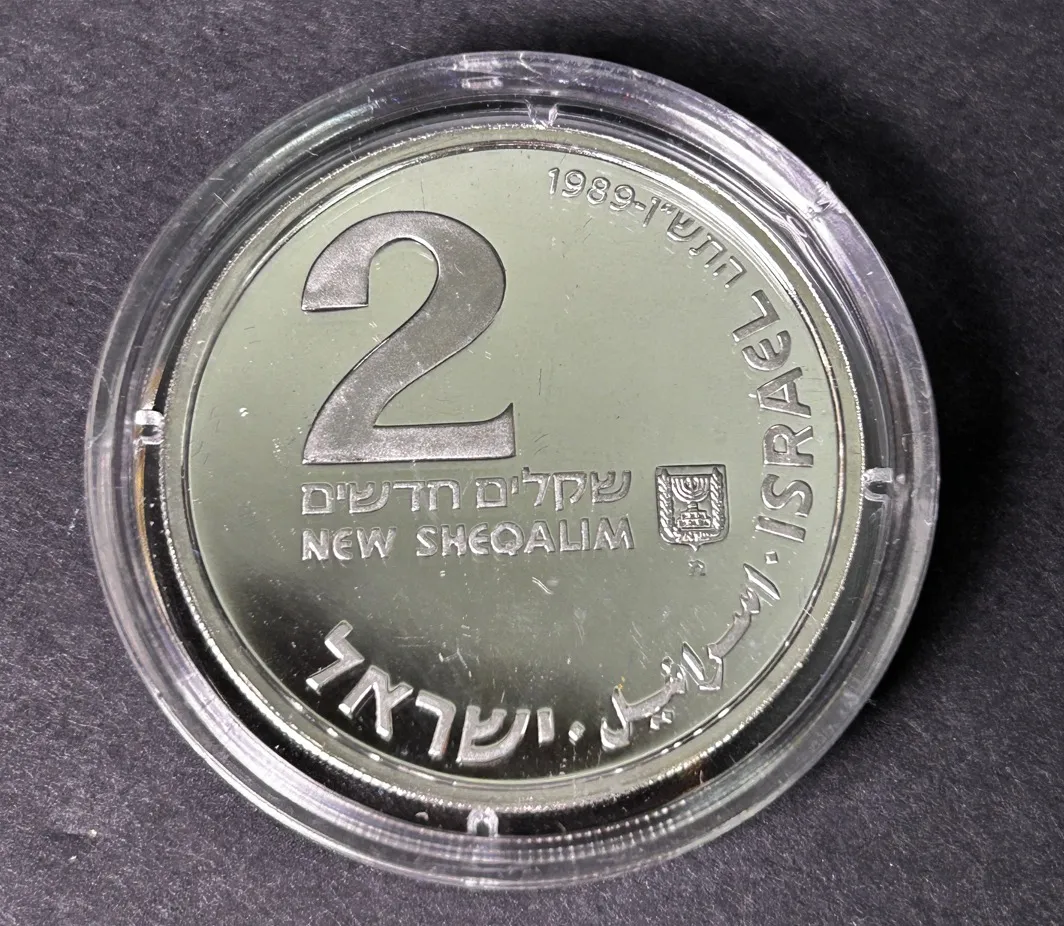 2
שקלים חדשים
NEW SHEQALIM
מ
התש"ן-1989
ישראל · اسرائيل · ISRAEL